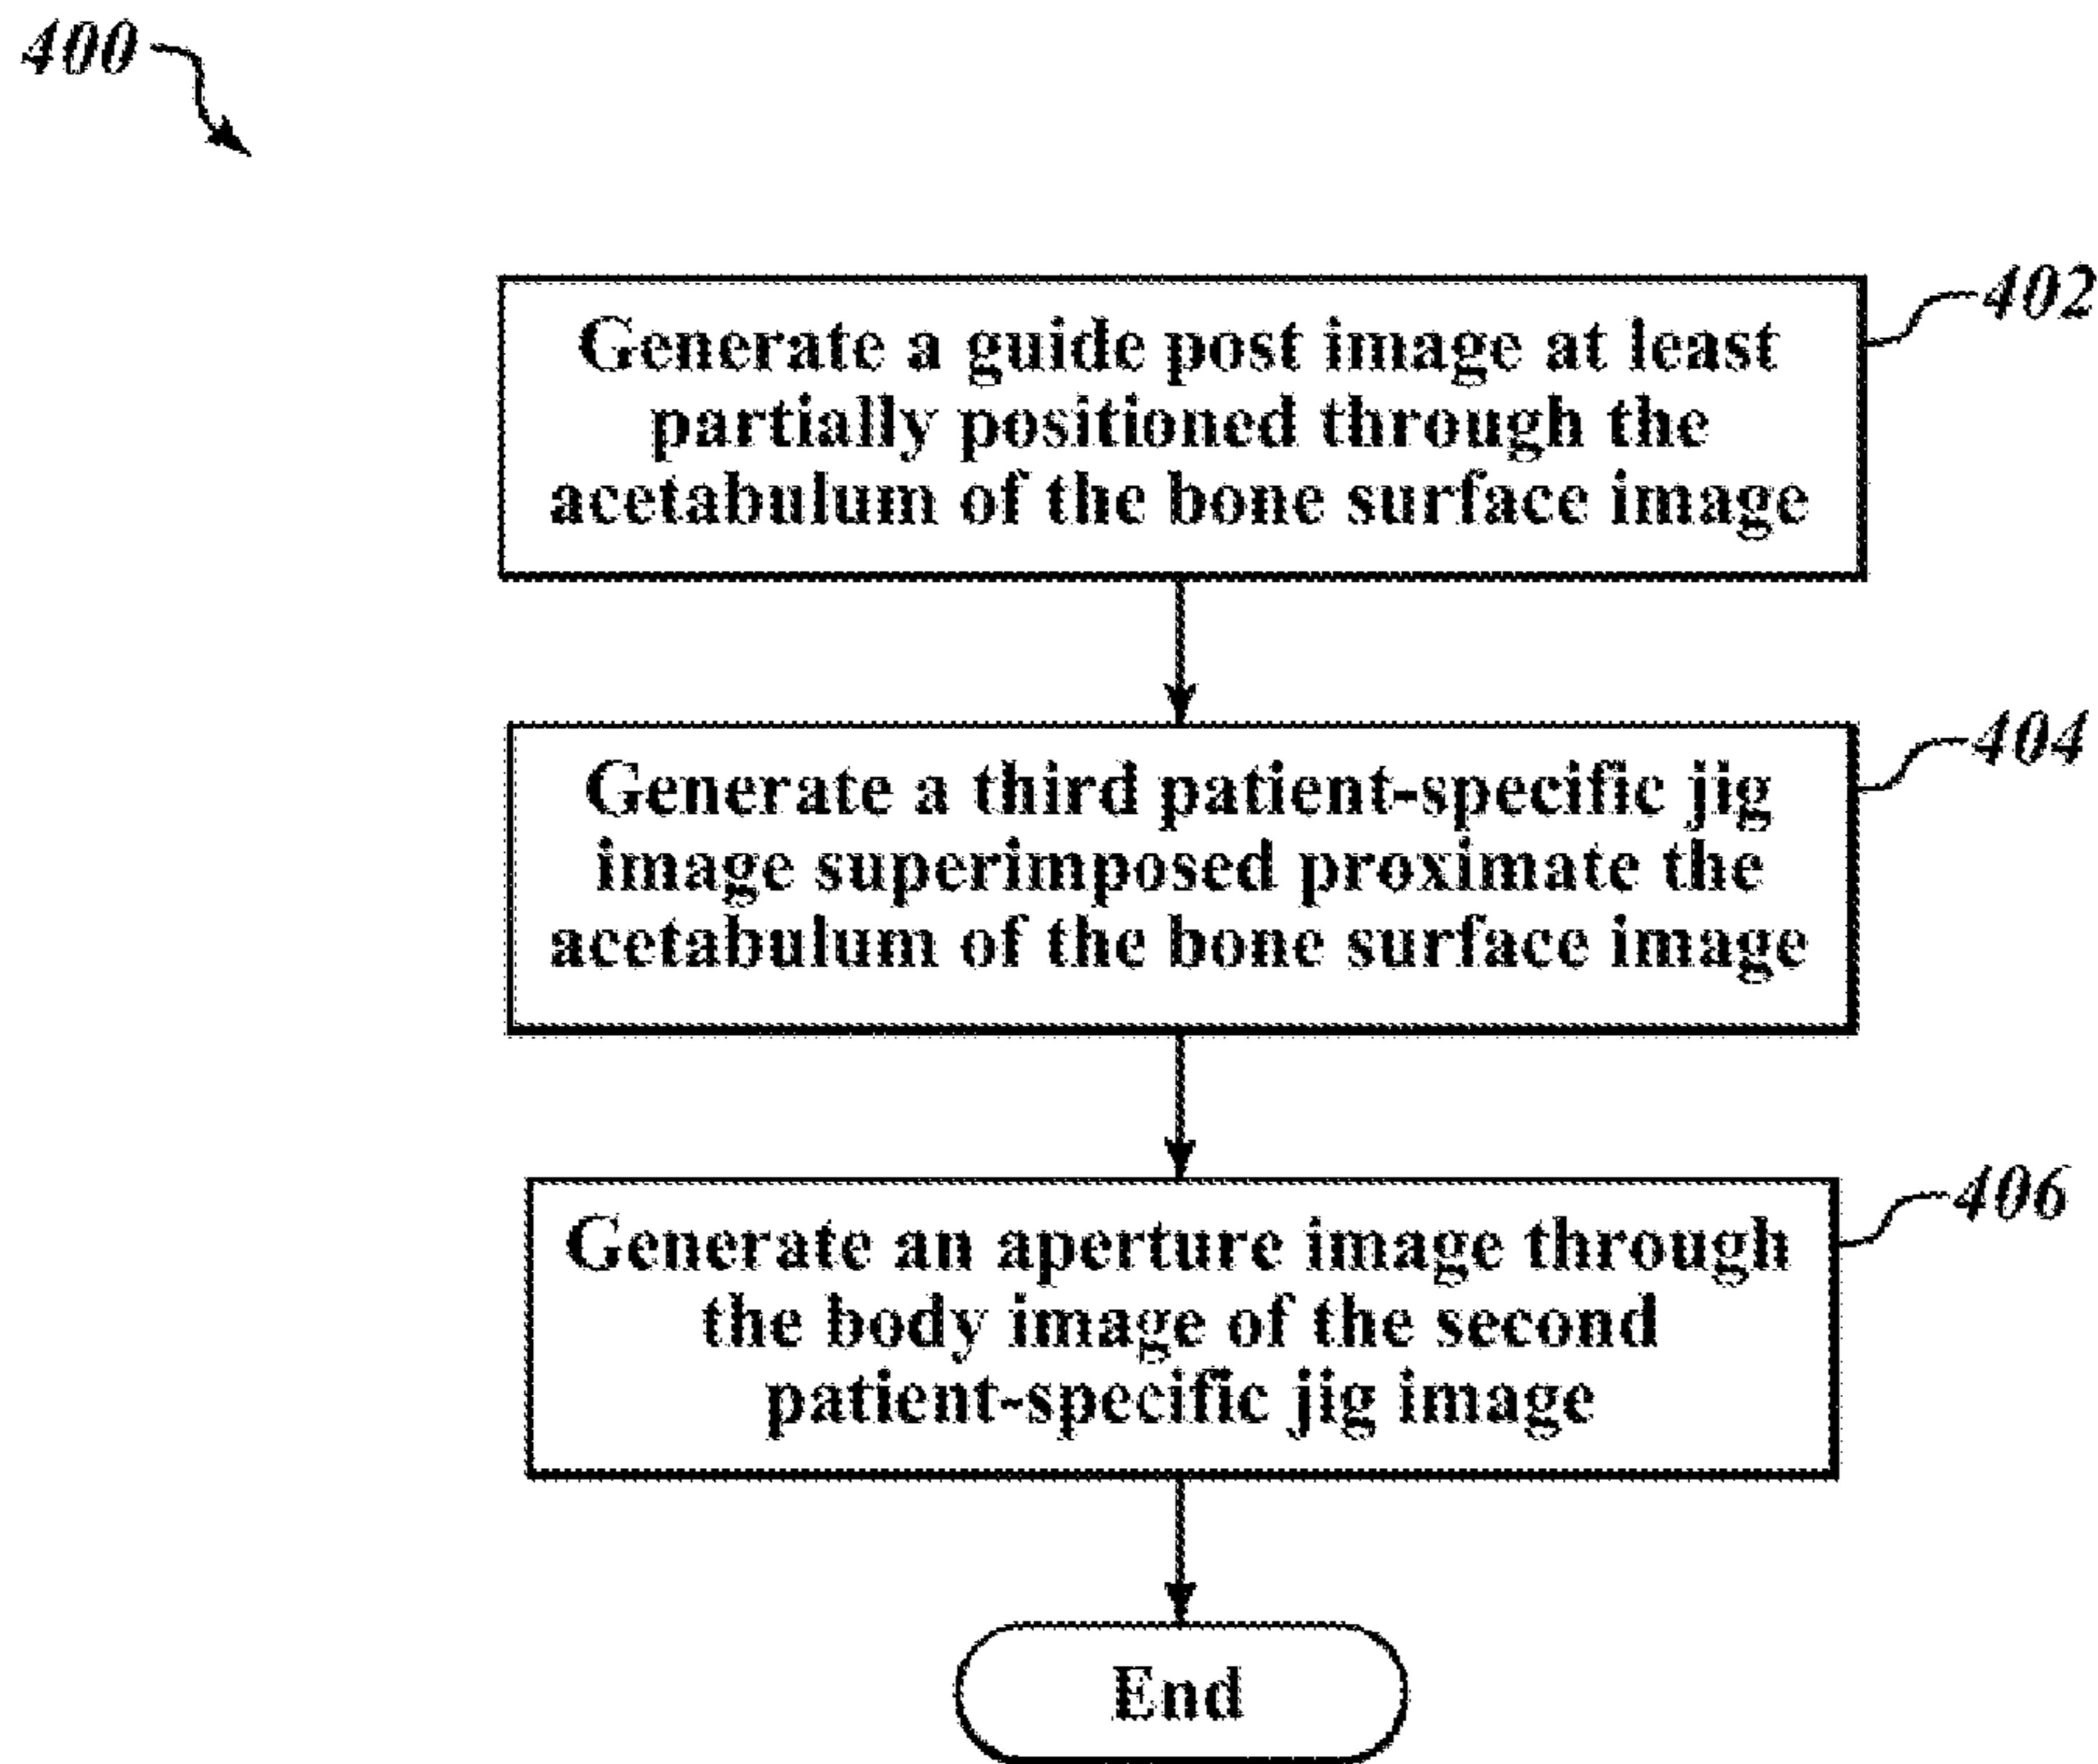 400
Generate a guide post image at least
partially positioned through the
acetabulum of the bone surface image
402
Generate a third patient-specific jig
image superimposed proximate the
acetabulum of the bone surface image
404
Generate an aperture image through
the body image of the second
patient-specific jig image
406
End